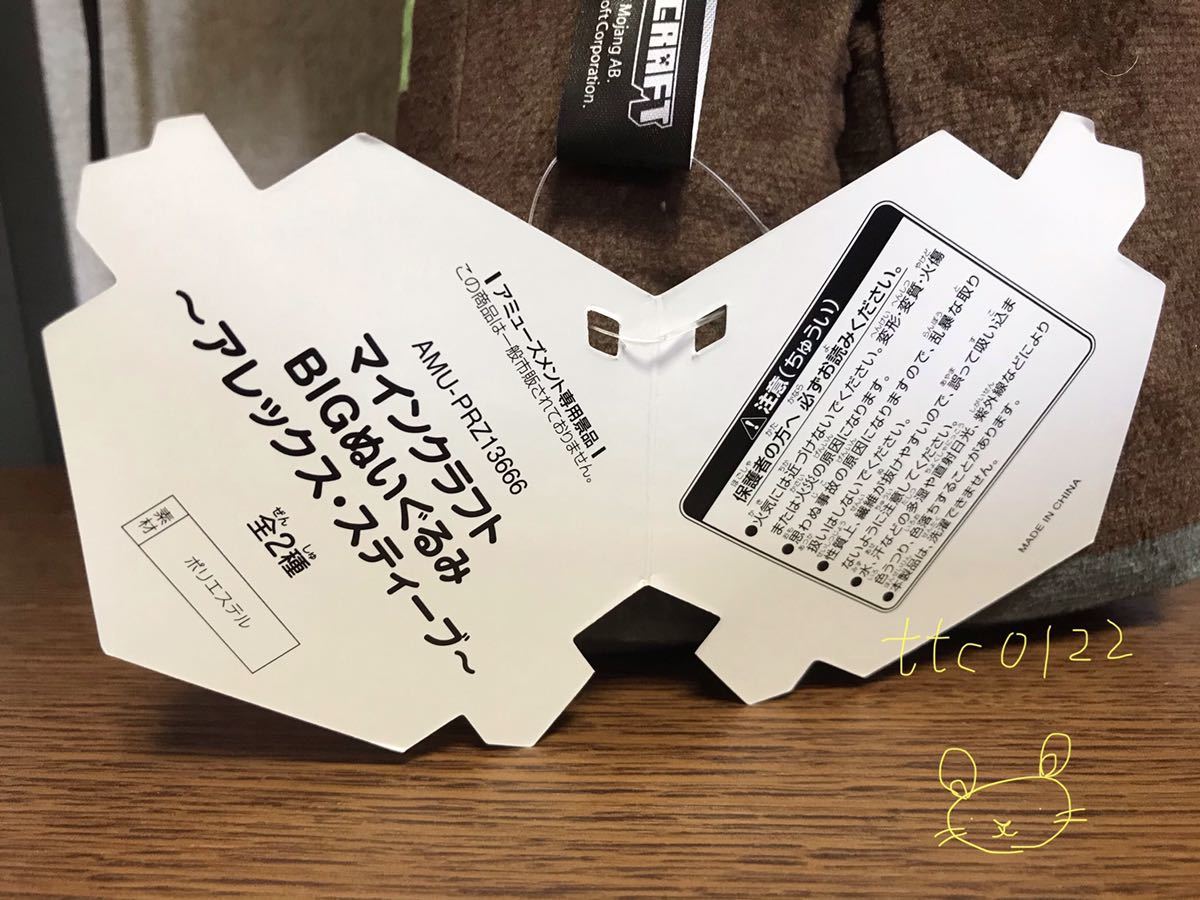 ECRAFT
Mojang AB.
oft Corporation.
アミューズメント専用景品
この商品は一般市販されておりません。
AMU-PRZ13666
マインクラフト
BIGぬいぐるみ
～アレックス・スティーブ～
全2種
ぜん しゅ
素材
ポリエステル
注意(ちゅうい)
保護者の方へ 必ずお読みください。
●火気には近づけないでください。変形・変質・火傷
または火災の原因になります。
●思わぬ事故の原因になりますので、乱暴な取り
扱いはしないでください。
●性質上、繊維が抜けやすいので、誤って吸い込ま
ないように注意してください。
●水、汗などの多湿や直射日光、紫外線などにより
色うつり、色落ちすることがあります。
●本製品は、洗濯できません。
MADE IN CHINA
ttc0122